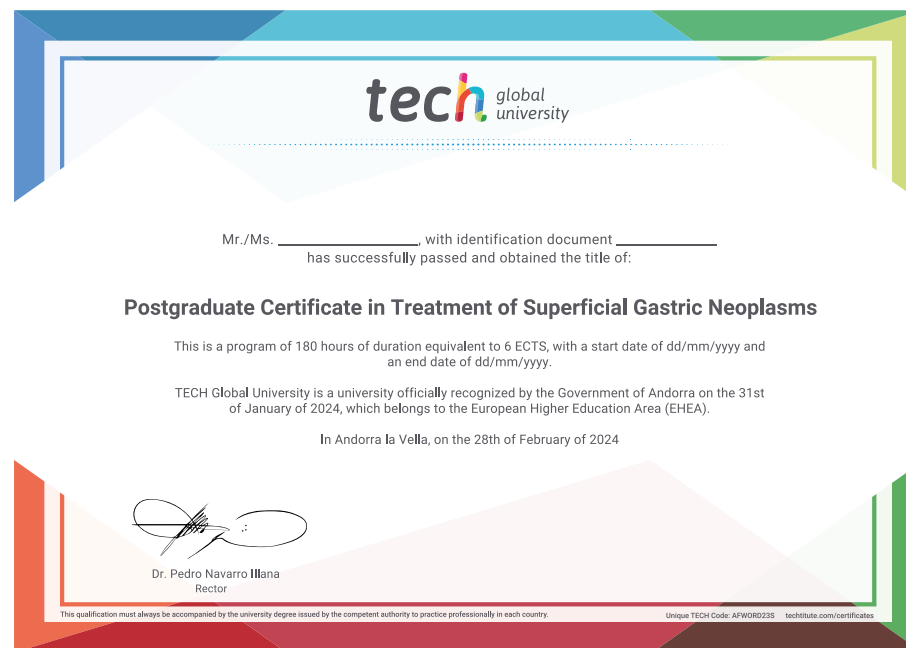 tech global
university
Mr./Ms. ________________, with identification document ____________
has successfully passed and obtained the title of:
Postgraduate Certificate in Treatment of Superficial Gastric Neoplasms
This is a program of 180 hours of duration equivalent to 6 ECTS, with a start date of dd/mm/yyyy and
an end date of dd/mm/yyyy.
TECH Global University is a university officially recognized by the Government of Andorra on the 31st
of January of 2024, which belongs to the European Higher Education Area (EHEA).
In Andorra la Vella, on the 28th of February of 2024
Dr. Pedro Navarro Illana
Rector
This qualification must always be accompanied by the university degree issued by the competent authority to practice professionally in each country.
Unique TECH Code: AFWORD23S techtitute.com/certificates